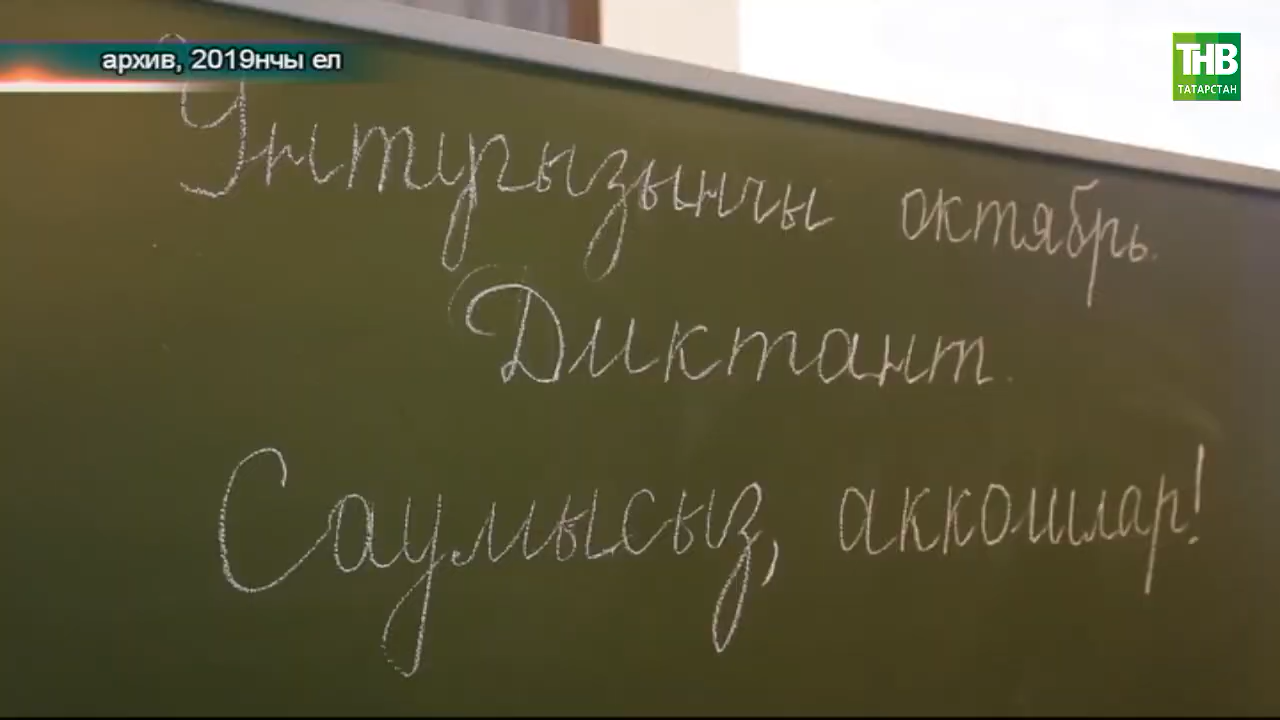 архив, 2019нчы ел
ТНВ
ТАТАРСТАН
Унтугызынчы октябрь.
Диктант.
Саумысыз, аккошлар!